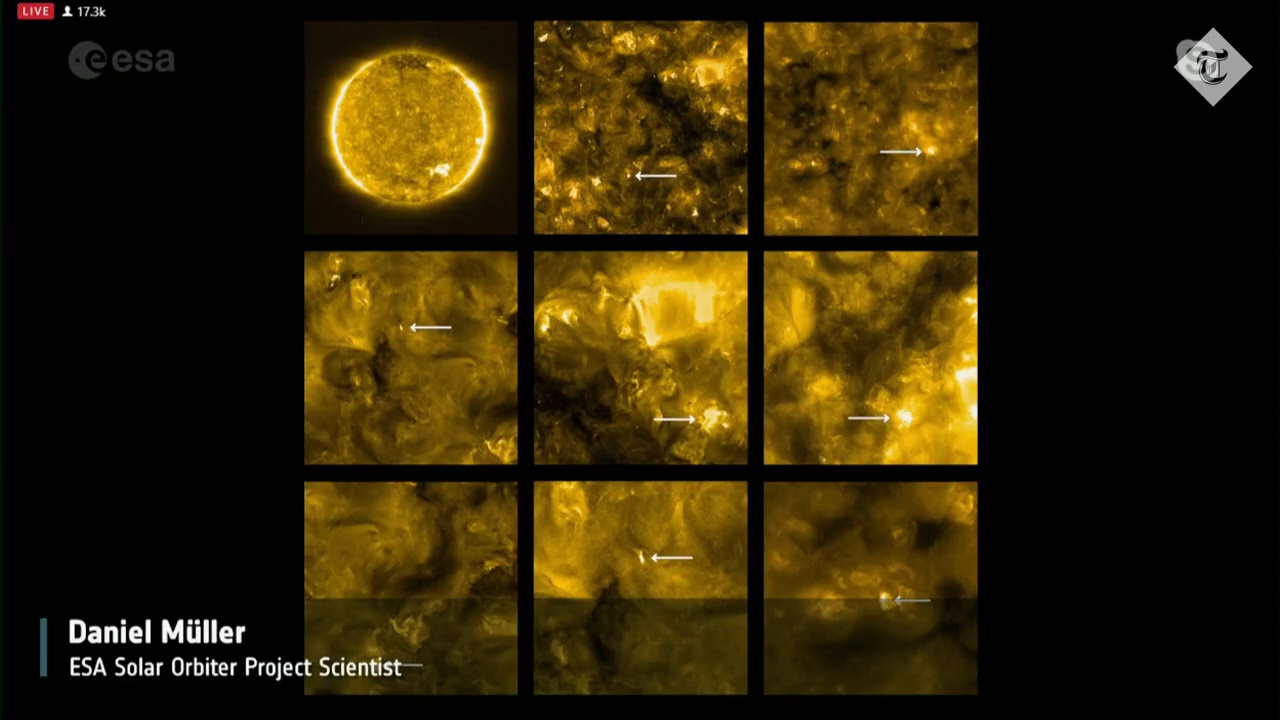 LIVE 17.3k
esa
T
Daniel Müller
ESA Solar Orbiter Project Scientist